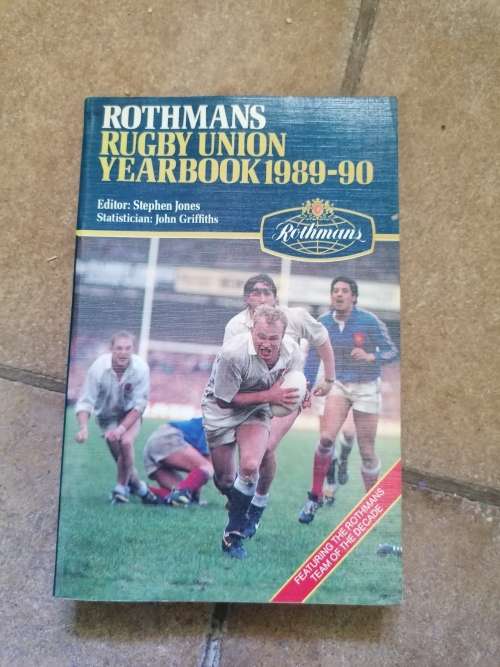 ROTHMANS
RUGBY UNION
YEARBOOK 1989-90
Editor: Stephen Jones
Statistician: John Griffiths
Rothmans
FEATURING THE ROTHMANS
TEAM OF THE DECADE